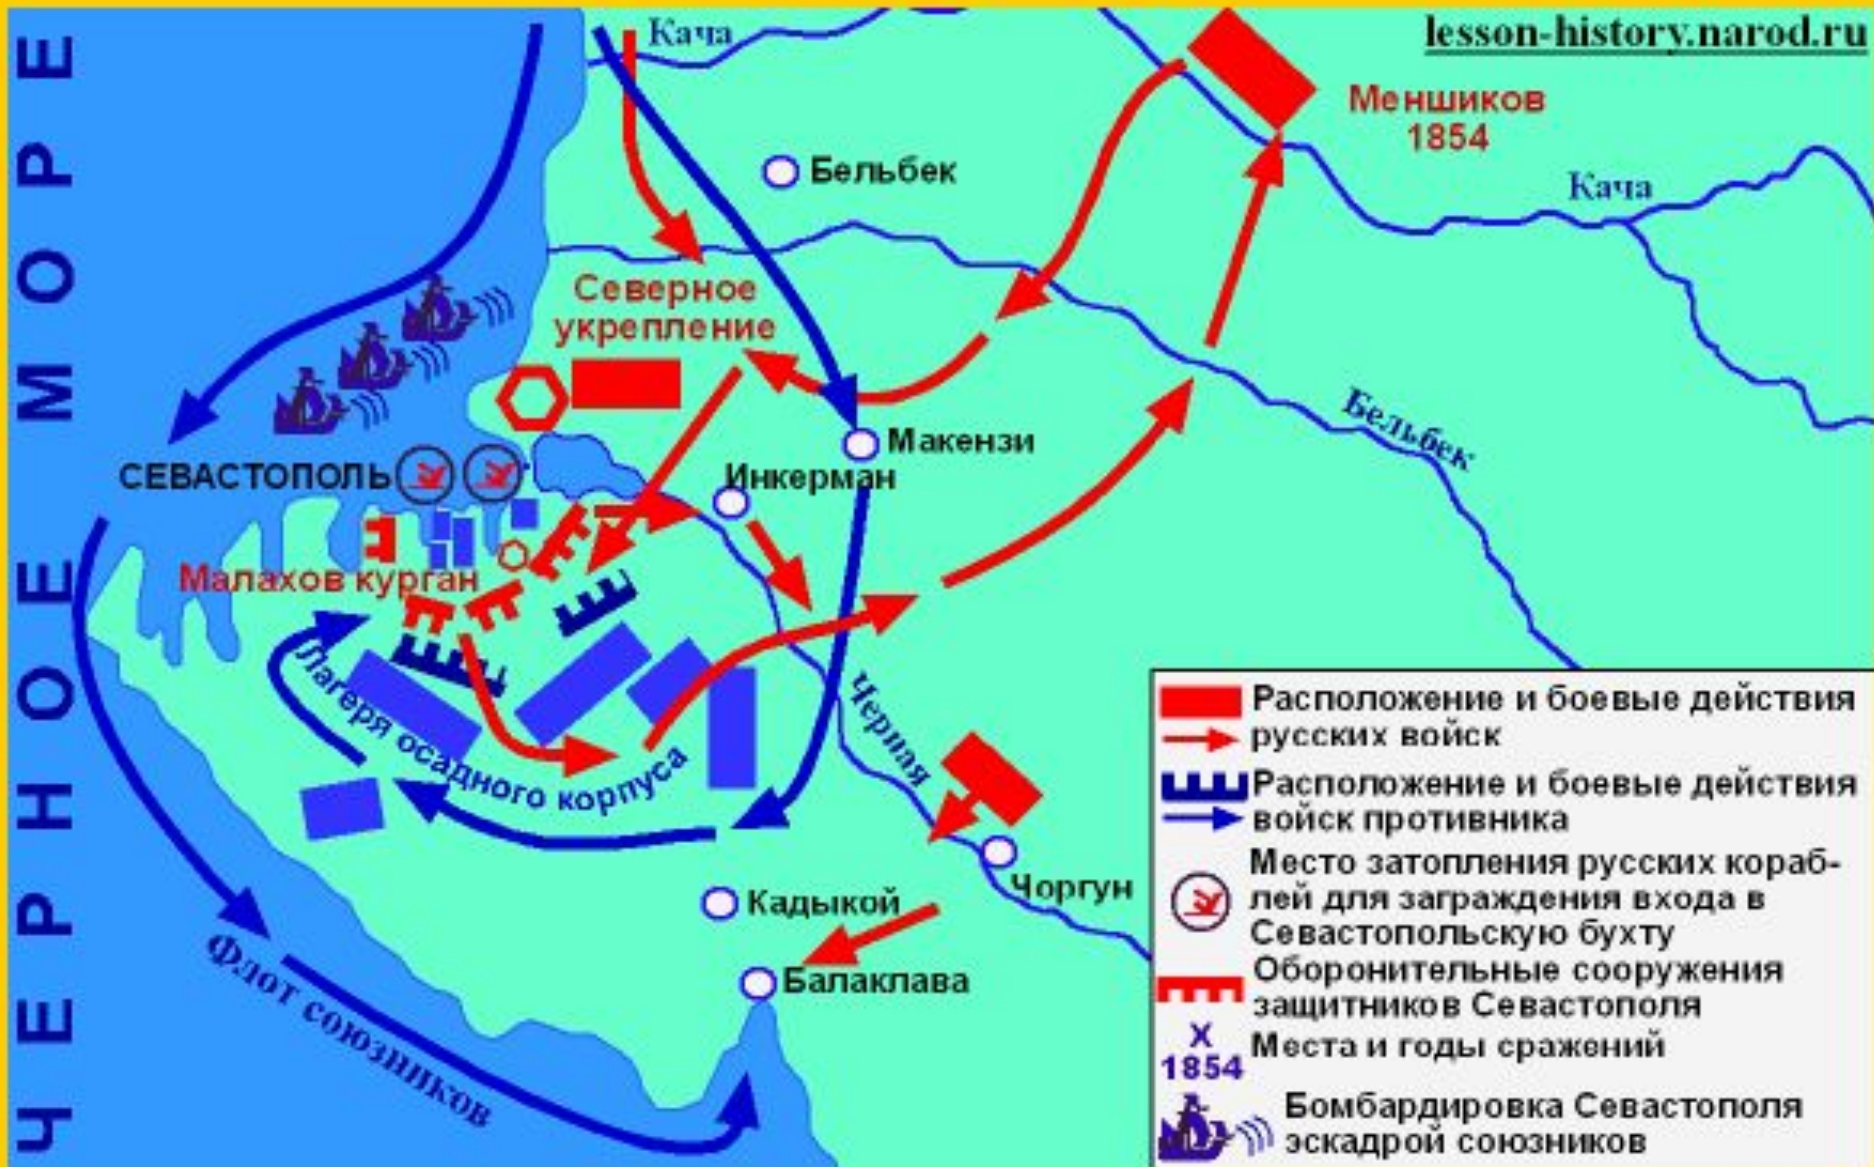 lesson-history.narod.ru
ЧЕРНОЕ МОРЕ
Кача
Меншиков
1854
Бельбек
Кача
Северное
укрепление
Бельбек
Макензи
СЕВАСТОПОЛЬ
Инкерман
Малахов курган
Лагеря осадного корпуса
Черная
Чоргун
Кадыкой
Балаклава
Флот союзников
Расположение и боевые действия
русских войск
Расположение и боевые действия
войск противника
Место затопления русских кораб-
лей для заграждения входа в
Севастопольскую бухту
Оборонительные сооружения
защитников Севастополя
X
1854
Места и годы сражений
Бомбардировка Севастополя
эскадрой союзников